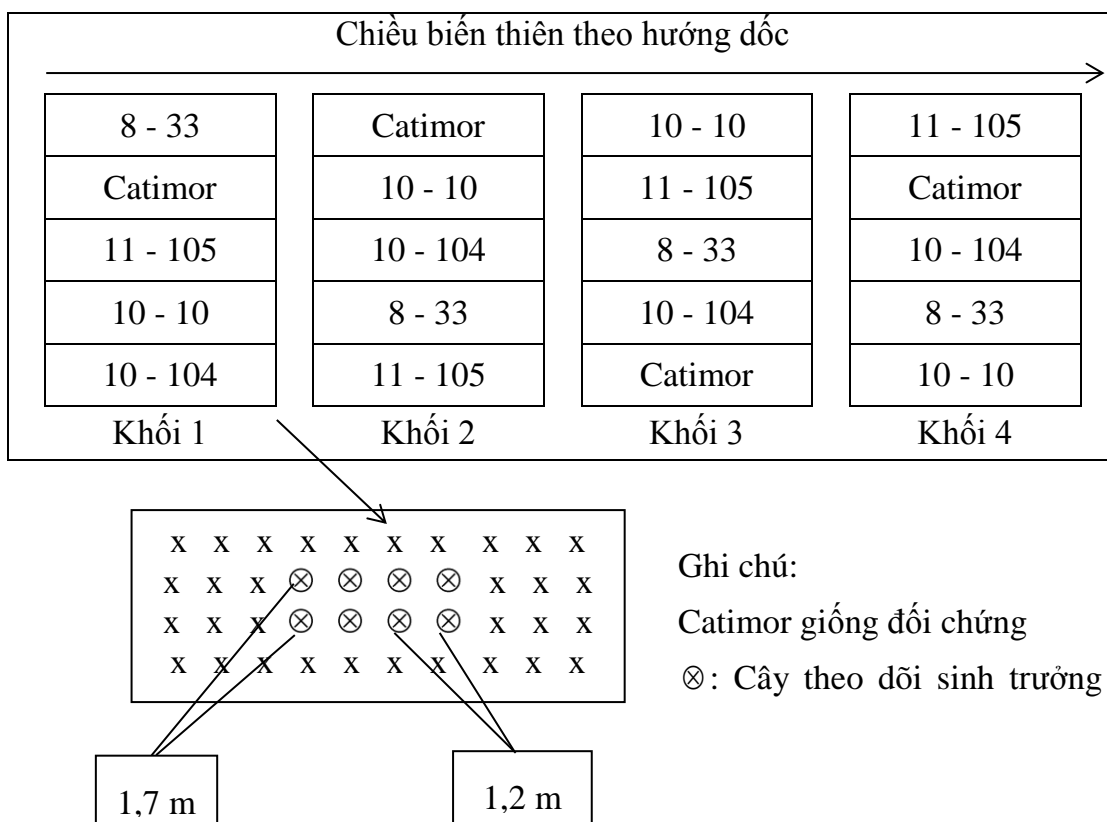 Chiều biến thiên theo hướng dốc
8 - 33 Catimor 10 - 10 11 - 105
Catimor 10 - 10 11 - 105 Catimor
11 - 105 10 - 104 8 - 33 10 - 104
10 - 10 8 - 33 10 - 104 8 - 33
10 - 104 11 - 105 Catimor 10 - 10
Khối 1 Khối 2 Khối 3 Khối 4
x x x x x x x x x x
x x x ⊗ ⊗ ⊗ ⊗ x x x
x x x ⊗ ⊗ ⊗ ⊗ x x x
x x x x x x x x x x
Ghi chú:
Catimor giống đối chứng
⊗: Cây theo dõi sinh trưởng
1,7 m 1,2 m